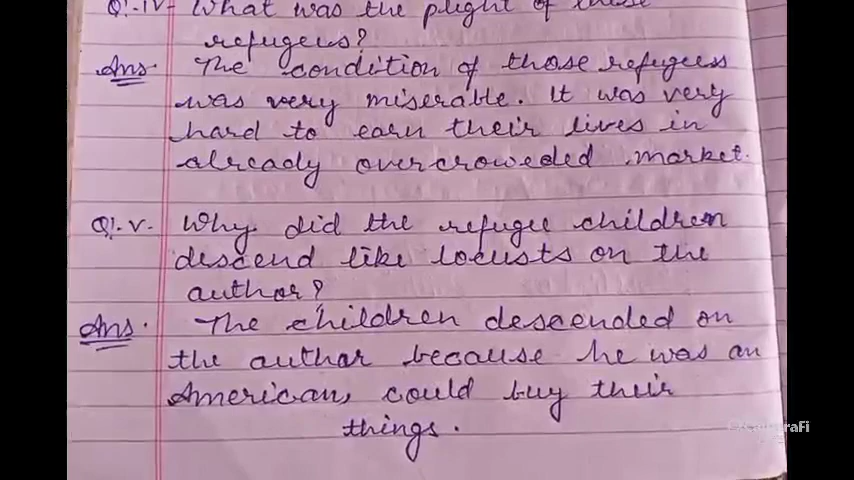 Q!-iv- What was the plight of these
refugees?
Ans. The condition of those refugees
was very miserable. It was very
hard to earn their lives in
already overcroweded market.
Q!.v. Why did the refugee children
descend like locusts on the
author?
Ans. The children descended on
the author because he was an
American, could buy their
things.